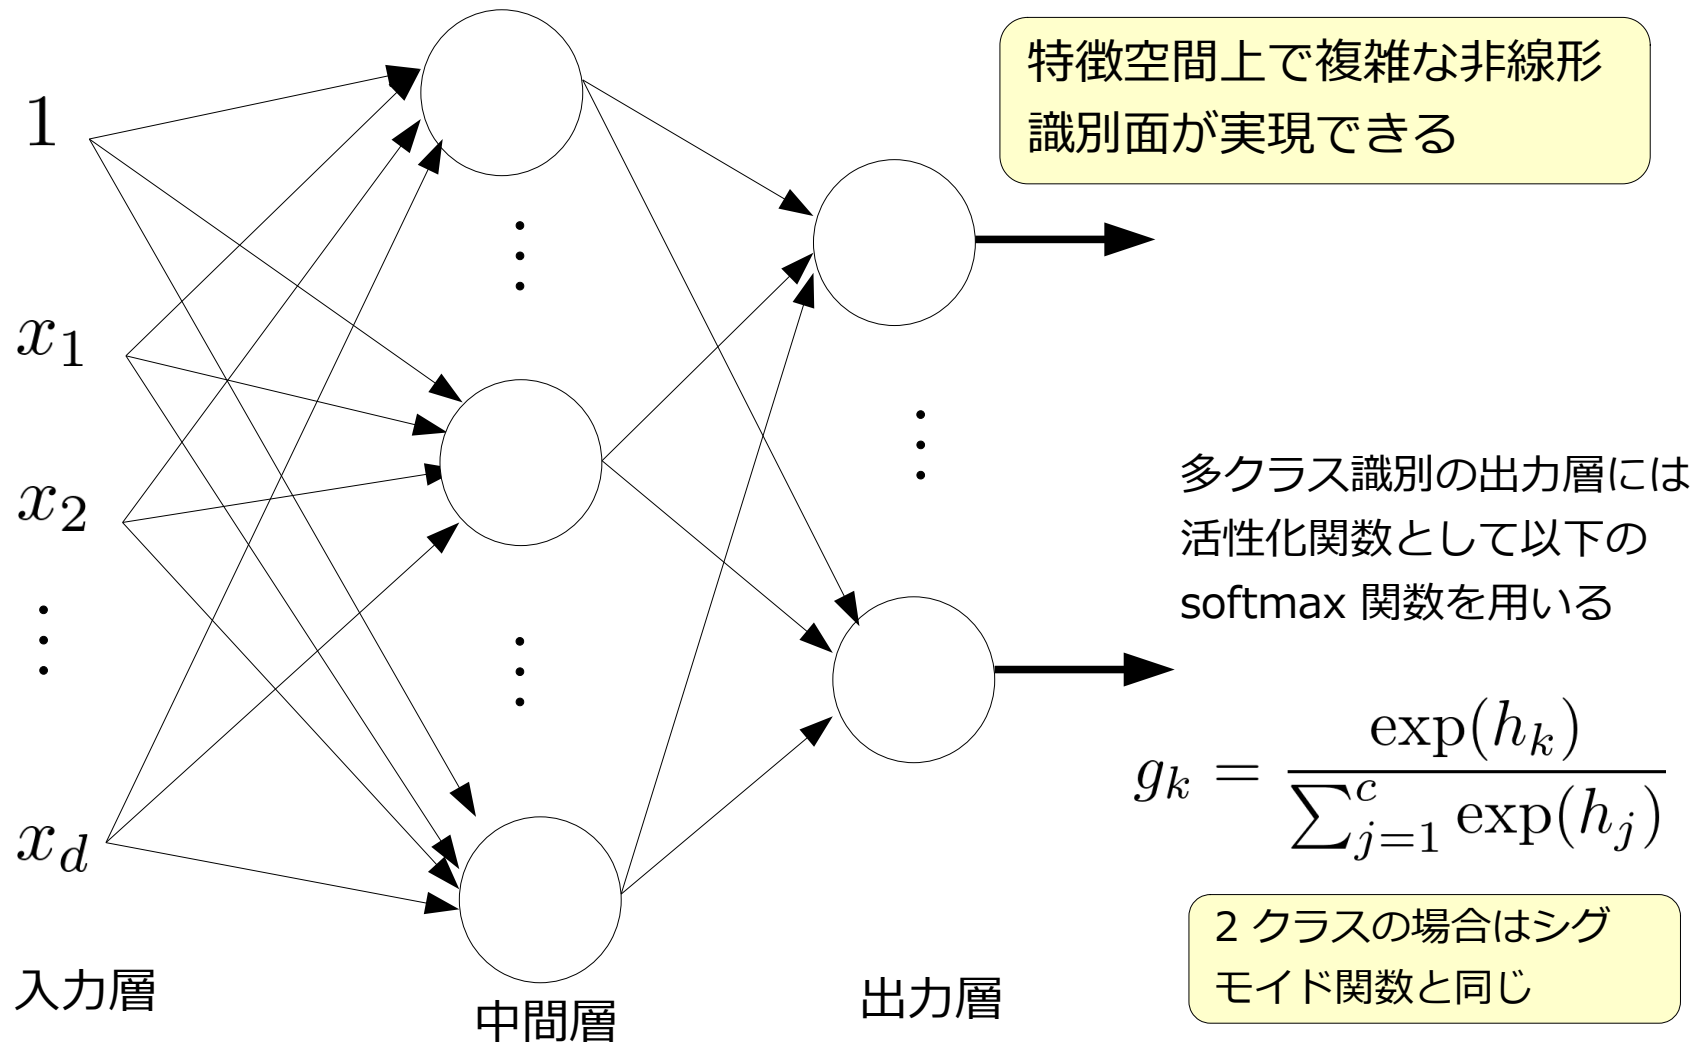 特徴空間上で複雑な非線形
識別面が実現できる
1
x_1
x_2
⋮
x_d
入力層
中間層
出力層
多クラス識別の出力層には
活性化関数として以下の
softmax 関数を用いる
g_k = \frac{\exp(h_k)}{\sum_{j=1}^{c} \exp(h_j)}
2 クラスの場合はシグ
モイド関数と同じ